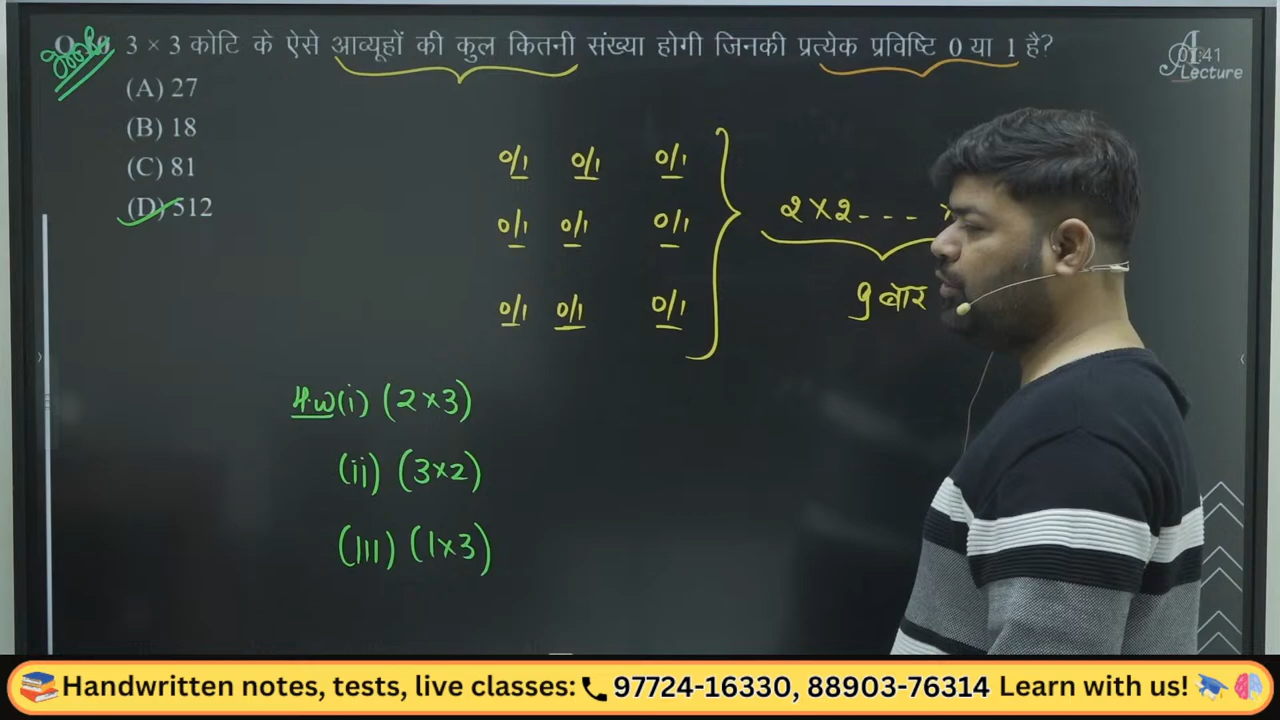 3 × 3 कोटि के ऐसे आव्यूहों की कुल कितनी संख्या होगी जिनकी प्रत्येक प्रविष्टि 0 या 1 है?
(A) 27
(B) 18
(C) 81
(D) 512
0/1 0/1 0/1
0/1 0/1 0/1
0/1 0/1 0/1
2×2---
9 बार
H.W (i) (2×3)
(ii) (3×2)
(III) (1×3)
Lecture
Handwritten notes, tests, live classes: 97724-16330, 88903-76314 Learn with us!